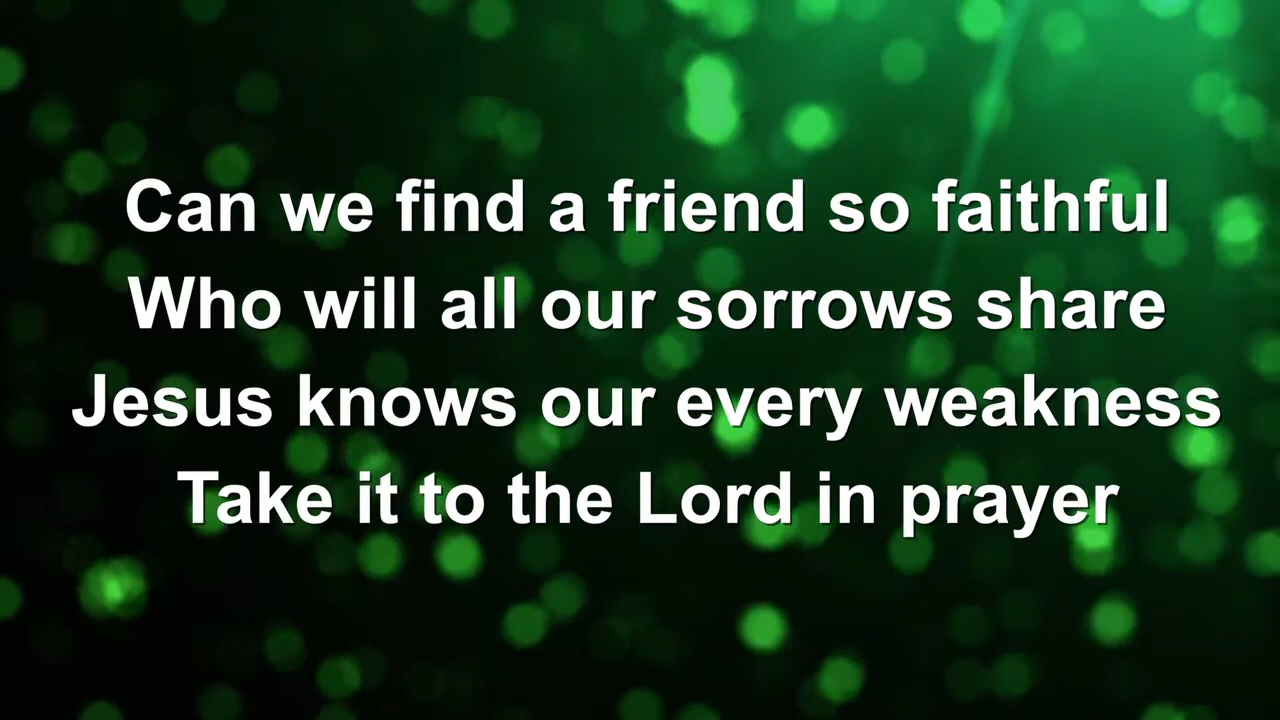 Can we find a friend so faithful
Who will all our sorrows share
Jesus knows our every weakness
Take it to the Lord in prayer